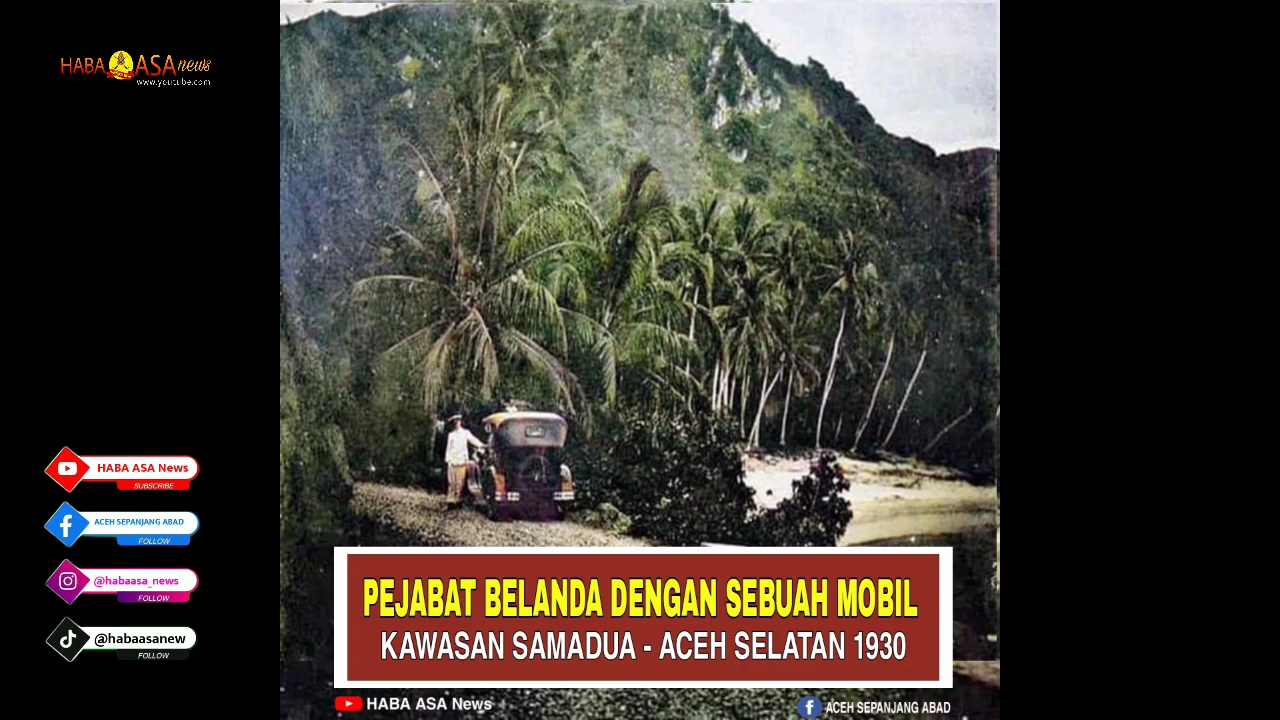 HABA ASA news
www.youtube.com
HABA ASA News
SUBSCRIBE
ACEH SEPANJANG ABAD
FOLLOW
@habaasa_news
FOLLOW
@habaasanew
FOLLOW
PEJABAT BELANDA DENGAN SEBUAH MOBIL
KAWASAN SAMADUA - ACEH SELATAN 1930
HABA ASA News
ACEH SEPANJANG ABAD